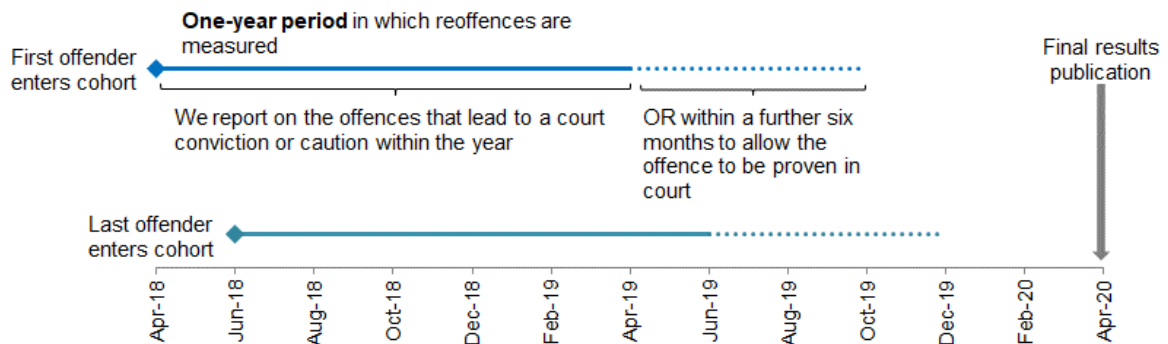 One-year period in which reoffences are
measured
First offender
enters cohort
Final results
publication
We report on the offences that lead to a court
conviction or caution within the year
OR within a further six
months to allow the
offence to be proven in
court
Last offender
enters cohort
Apr-18
Jun-18
Aug-18
Oct-18
Dec-18
Feb-19
Apr-19
Jun-19
Aug-19
Oct-19
Dec-19
Feb-20
Apr-20